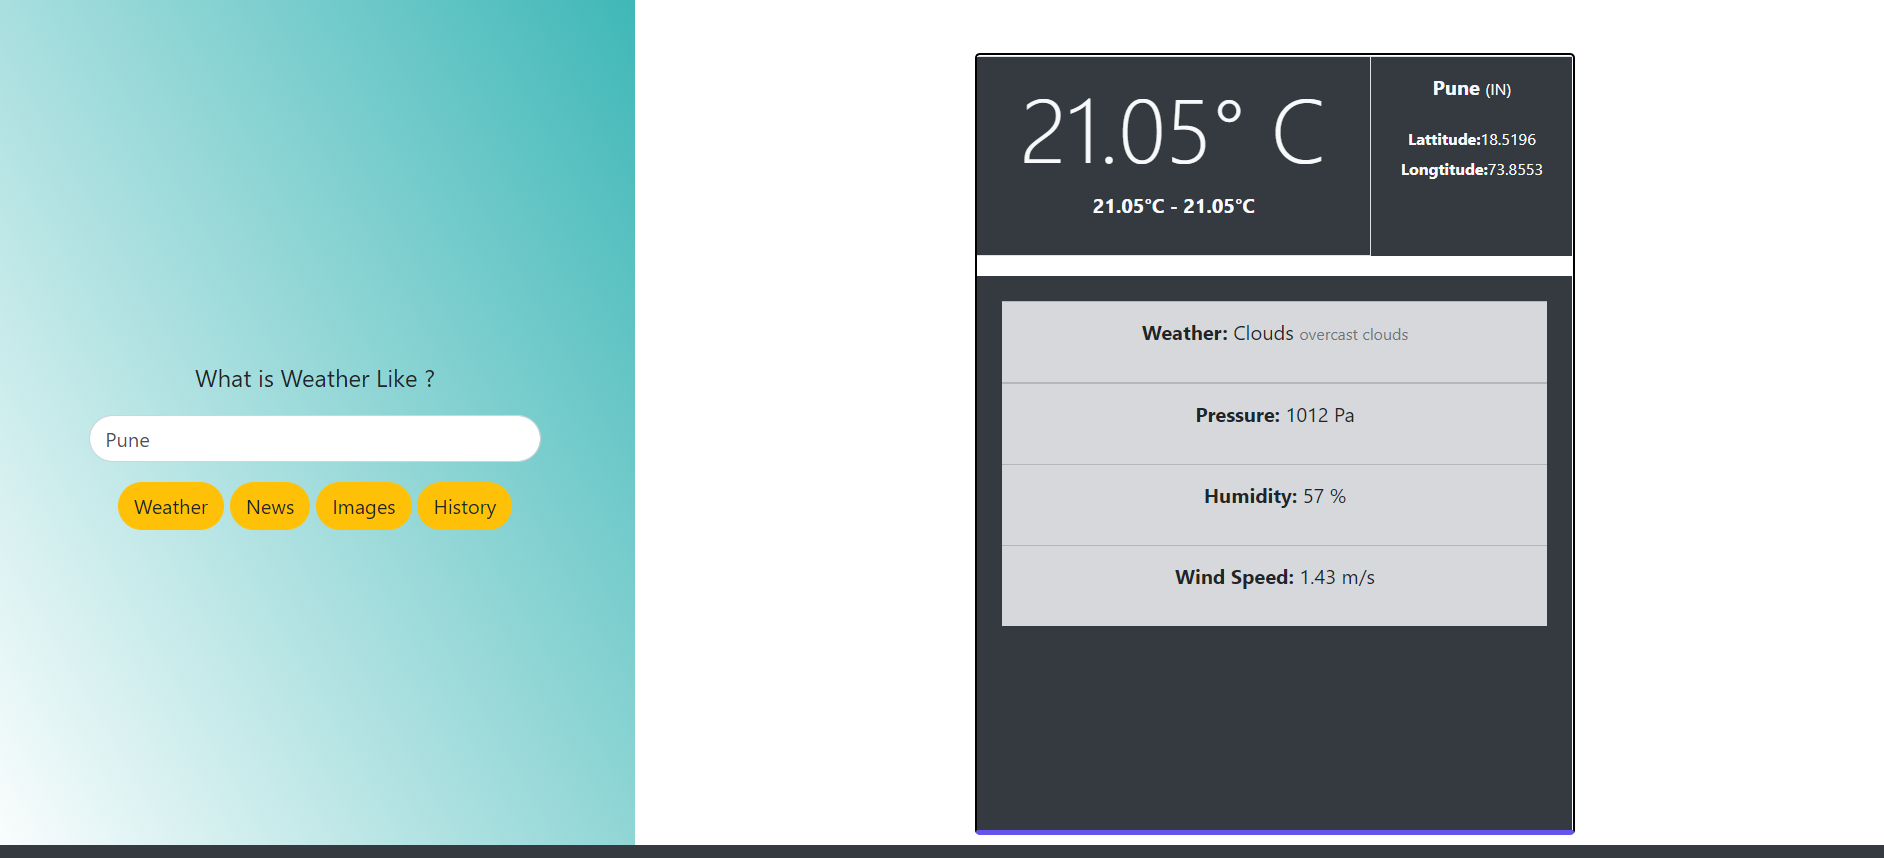 What is Weather Like ?
Pune
Weather News Images History
21.05° C
21.05°C - 21.05°C
Pune (IN)
Lattitude:18.5196
Longtitude:73.8553
Weather: Clouds overcast clouds
Pressure: 1012 Pa
Humidity: 57 %
Wind Speed: 1.43 m/s